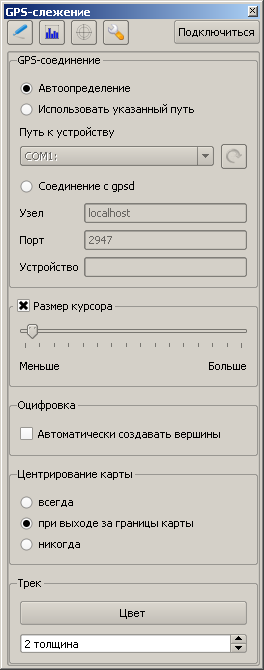 GPS-слежение
Подключиться
GPS-соединение
Автоопределение
Использовать указанный путь
Путь к устройству
COM1:
Соединение с gpsd
Узел localhost
Порт 2947
Устройство
Размер курсора
Меньше Больше
Оцифровка
Автоматически создавать вершины
Центрирование карты
всегда
при выходе за границы карты
никогда
Трек
Цвет
2 толщина